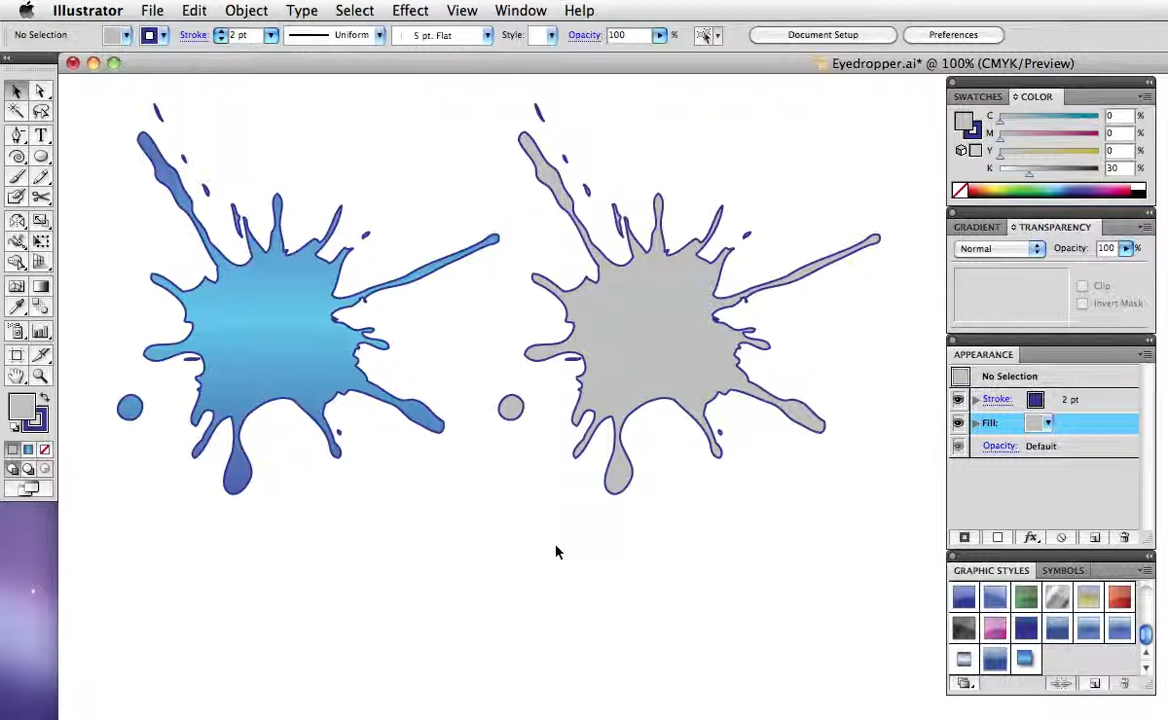 Illustrator File Edit Object Type Select Effect View Window Help
No Selection Stroke: 2 pt Uniform 5 pt. Flat Style: Opacity: 100 % Document Setup Preferences
Eyedropper.ai* @ 100% (CMYK/Preview)
SWATCHES COLOR
C 0 %
M 0 %
Y 0 %
K 30 %
GRADIENT TRANSPARENCY
Normal Opacity: 100 %
Clip
Invert Mask
APPEARANCE
No Selection
Stroke: 2 pt
Fill:
Opacity: Default
fx
GRAPHIC STYLES SYMBOLS